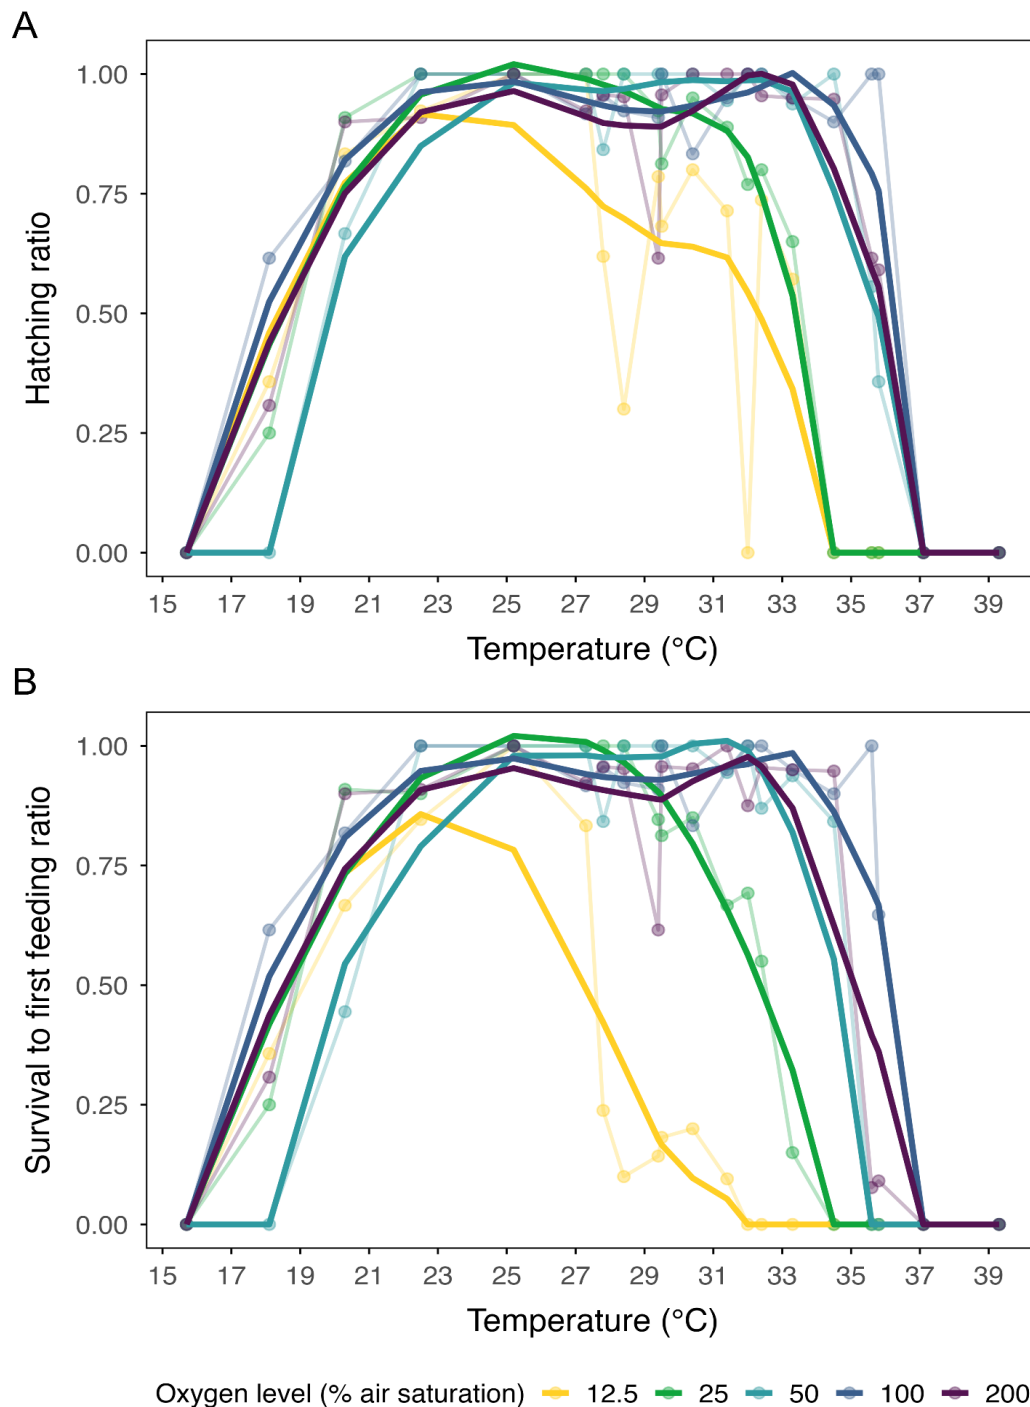 A
1.00
0.75
0.50
0.25
0.00
Hatching ratio
15 17 19 21 23 25 27 29 31 33 35 37 39
Temperature (°C)
B
1.00
0.75
0.50
0.25
0.00
Survival to first feeding ratio
15 17 19 21 23 25 27 29 31 33 35 37 39
Temperature (°C)
Oxygen level (% air saturation) 12.5 25 50 100 200